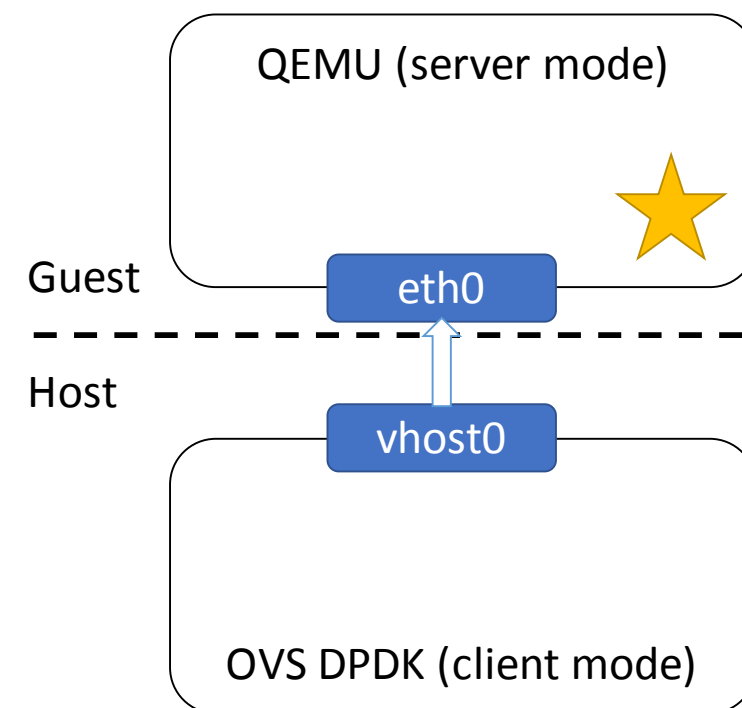 QEMU (server mode)
Guest
eth0
Host
vhost0
OVS DPDK (client mode)